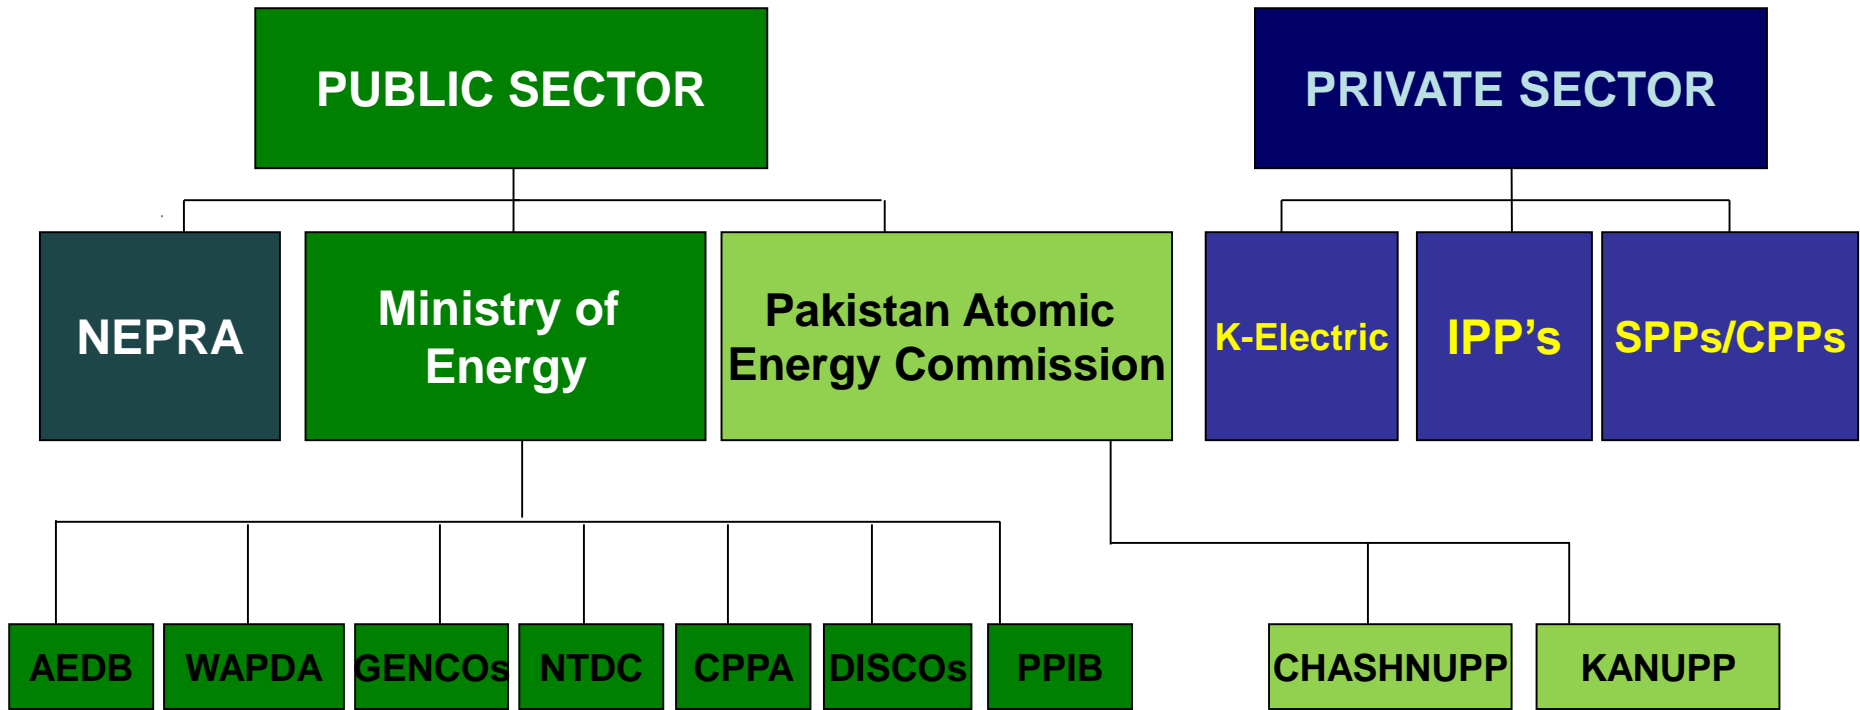 PUBLIC SECTOR
PRIVATE SECTOR
NEPRA
Ministry of
Energy
Pakistan Atomic
Energy Commission
K-Electric
IPP’s
SPPs/CPPs
AEDB
WAPDA
GENCOs
NTDC
CPPA
DISCOs
PPIB
CHASHNUPP
KANUPP